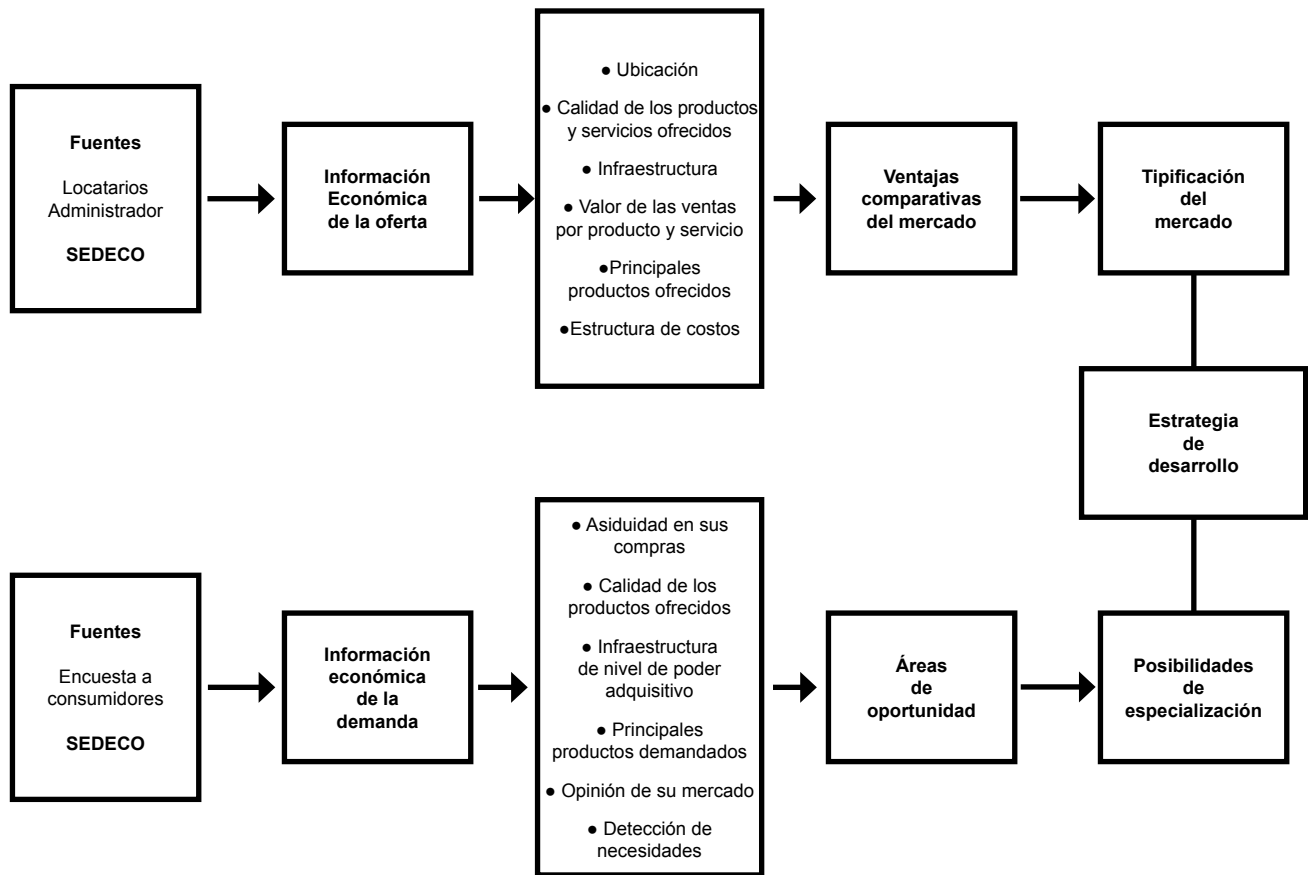 Fuentes
Locatarios
Administrador
SEDECO
Información
Económica
de la oferta
● Ubicación
● Calidad de los productos
y servicios ofrecidos
● Infraestructura
● Valor de las ventas
por producto y servicio
●Principales
productos ofrecidos
●Estructura de costos
Ventajas
comparativas
del mercado
Tipificación
del
mercado
Estrategia
de
desarrollo
Fuentes
Encuesta a
consumidores
SEDECO
Información
económica
de la
demanda
● Asiduidad en sus
compras
● Calidad de los
productos ofrecidos
● Infraestructura
de nivel de poder
adquisitivo
● Principales
productos demandados
● Opinión de su mercado
● Detección de
necesidades
Áreas
de
oportunidad
Posibilidades
de
especialización